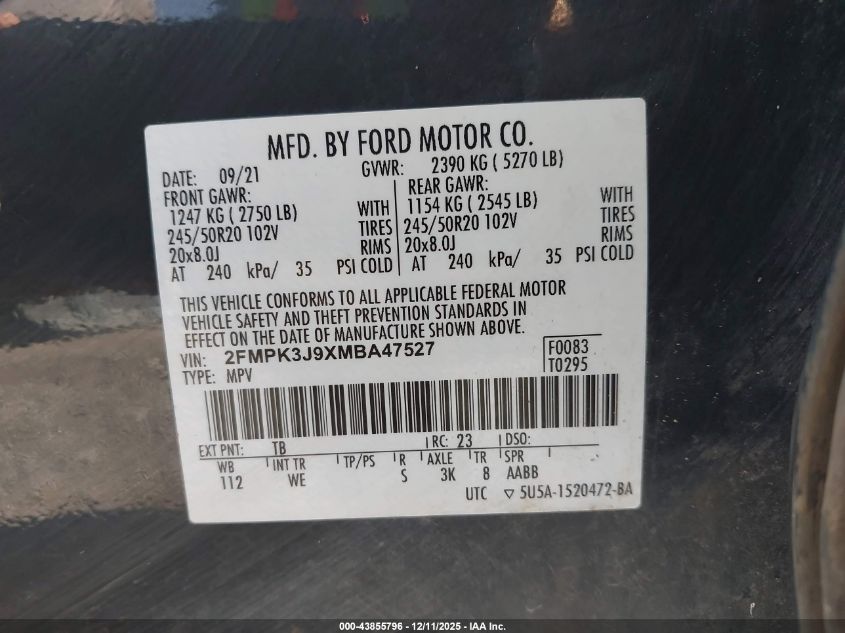 MFD. BY FORD MOTOR CO.
DATE: 09/21 GVWR: 2390 KG ( 5270 LB)
FRONT GAWR: REAR GAWR:
1247 KG ( 2750 LB) WITH 1154 KG ( 2545 LB) WITH
245/50R20 102V TIRES 245/50R20 102V TIRES
20x8.0J RIMS 20x8.0J RIMS
AT 240 kPa/ 35 PSI COLD AT 240 kPa/ 35 PSI COLD
THIS VEHICLE CONFORMS TO ALL APPLICABLE FEDERAL MOTOR
VEHICLE SAFETY AND THEFT PREVENTION STANDARDS IN
EFFECT ON THE DATE OF MANUFACTURE SHOWN ABOVE.
VIN: 2FMPK3J9XMBA47527 F0083
TYPE: MPV T0295
EXT PNT: TB RC: 23 DSO:
WB INT TR TP/PS R AXLE TR SPR
112 WE S 3K 8 AABB
UTC ▽ 5U5A-1520472-BA
000-43855796 - 12/11/2025 - IAA Inc.